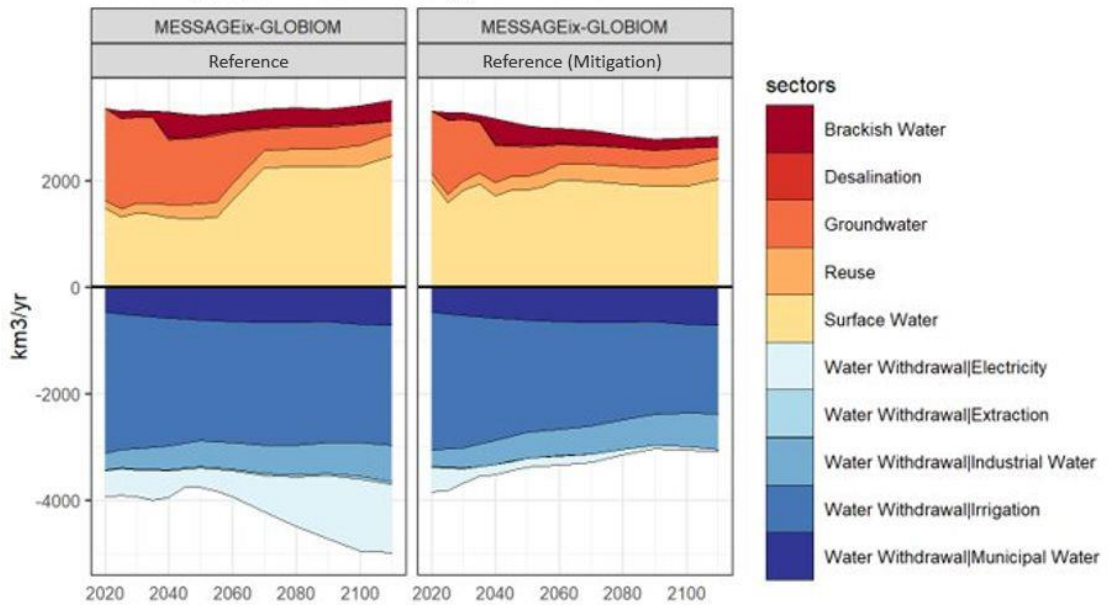 MESSAGEix-GLOBIOM
MESSAGEix-GLOBIOM
Reference
Reference (Mitigation)
km3/yr
2000
0
-2000
-4000
2020 2040 2060 2080 2100
2020 2040 2060 2080 2100
sectors
Brackish Water
Desalination
Groundwater
Reuse
Surface Water
Water Withdrawal|Electricity
Water Withdrawal|Extraction
Water Withdrawal|Industrial Water
Water Withdrawal|Irrigation
Water Withdrawal|Municipal Water